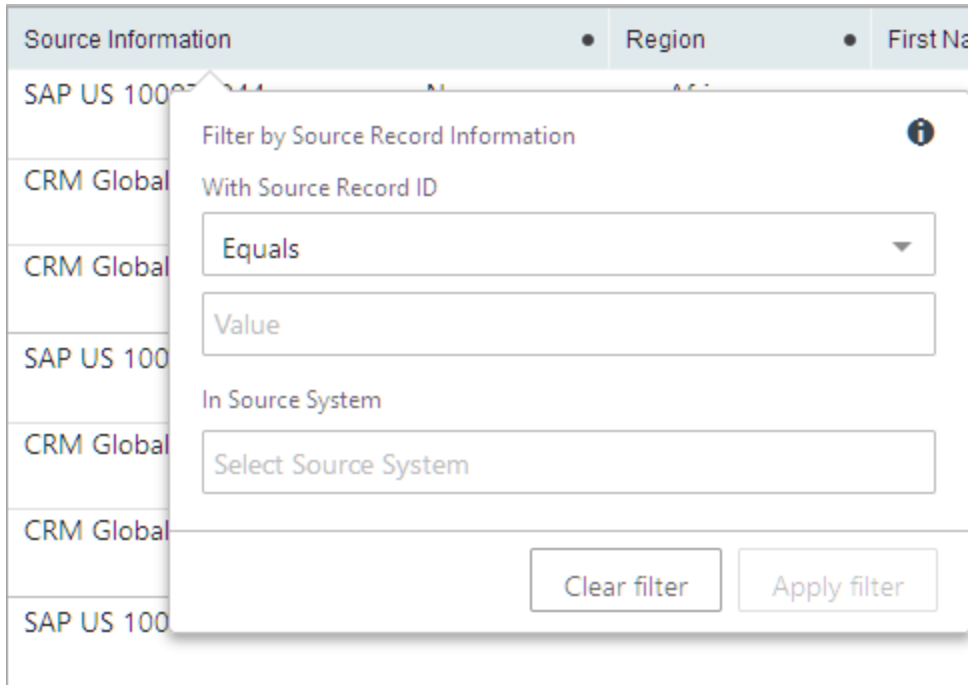 Source Information Region First Na
SAP US 100
Filter by Source Record Information
CRM Global
With Source Record ID
Equals
CRM Global
Value
SAP US 100
In Source System
CRM Global
Select Source System
CRM Global
Clear filter Apply filter
SAP US 100